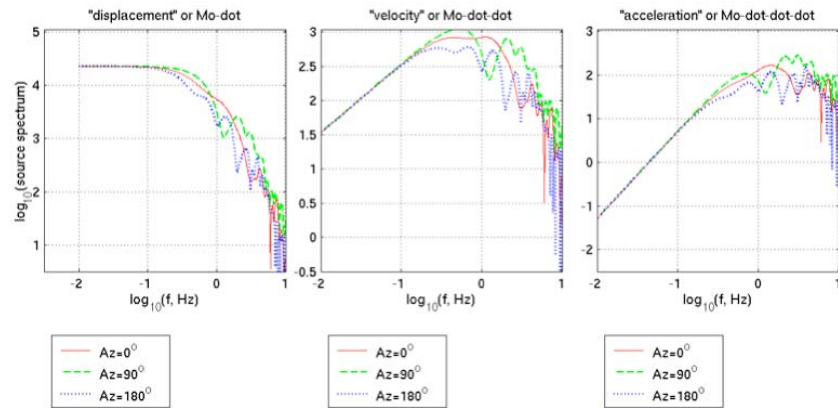 "displacement" or Mo-dot
"velocity" or Mo-dot-dot
"acceleration" or Mo-dot-dot-dot
log10(source spectrum)
5
4
3
2
1
-2
-1
0
1
log10(f, Hz)
3
2.5
2
1.5
1
0.5
0
-0.5
-2
-1
0
1
log10(f, Hz)
3
2
1
0
-1
-2
-2
-1
0
1
log10(f, Hz)
Az=0°
Az=90°
Az=180°
Az=0°
Az=90°
Az=180°
Az=0°
Az=90°
Az=180°